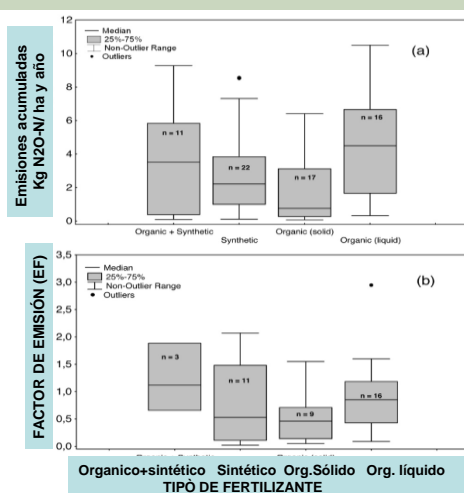 Emisiones acumuladas
Kg N2O-N/ ha y año
12
10
8
6
4
2
0
Median
25%-75%
Non-Outlier Range
Outliers
(a)
n = 11
n = 22
n = 17
n = 16
Organic + Synthetic
Synthetic
Organic (solid)
Organic (liquid)
FACTOR DE EMISIÓN (EF)
3,5
3,0
2,5
2,0
1,5
1,0
0,5
0,0
Median
25%-75%
Non-Outlier Range
Outliers
(b)
n = 3
n = 11
n = 9
n = 16
Organico+sintético Sintético Org.Sólido Org. líquido
TIPÒ DE FERTILIZANTE